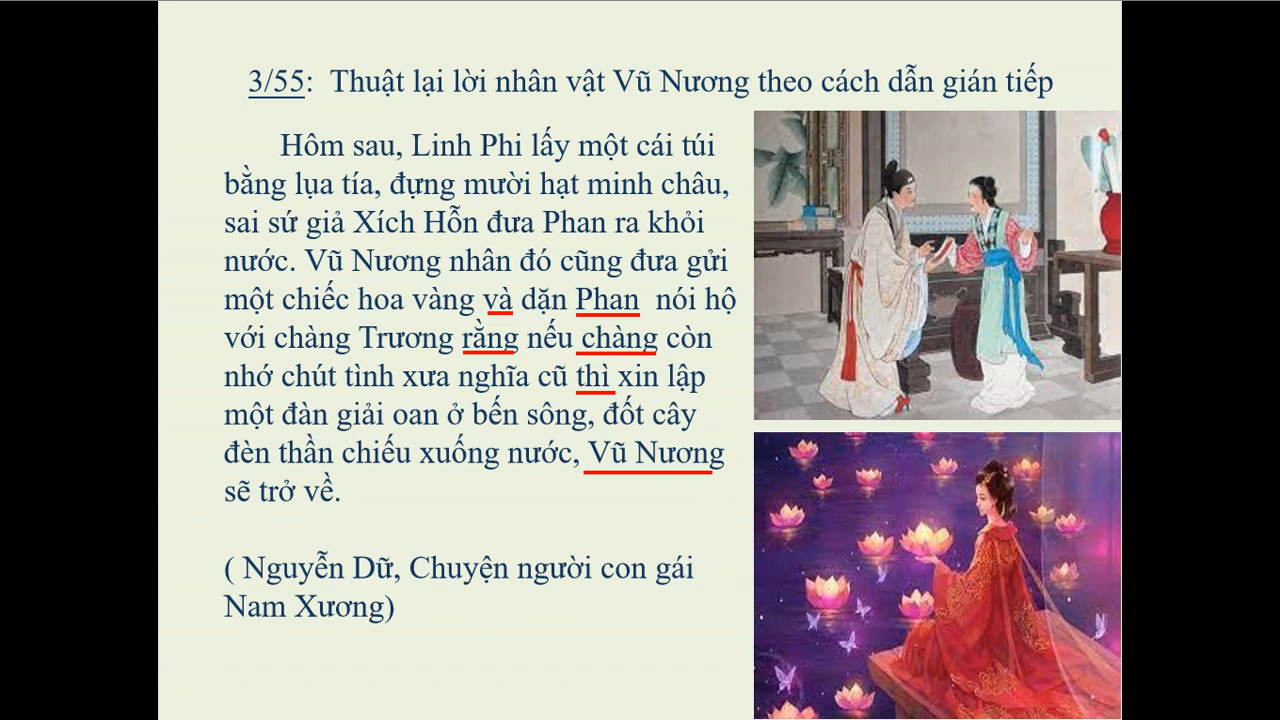 3/55: Thuật lại lời nhân vật Vũ Nương theo cách dẫn gián tiếp
Hôm sau, Linh Phi lấy một cái túi
bằng lụa tía, đựng mười hạt minh châu,
sai sứ giả Xích Hỗn đưa Phan ra khỏi
nước. Vũ Nương nhân đó cũng đưa gửi
một chiếc hoa vàng và dặn Phan nói hộ
với chàng Trương rằng nếu chàng còn
nhớ chút tình xưa nghĩa cũ thì xin lập
một đàn giải oan ở bến sông, đốt cây
đèn thần chiếu xuống nước, Vũ Nương
sẽ trở về.
( Nguyễn Dữ, Chuyện người con gái
Nam Xương)